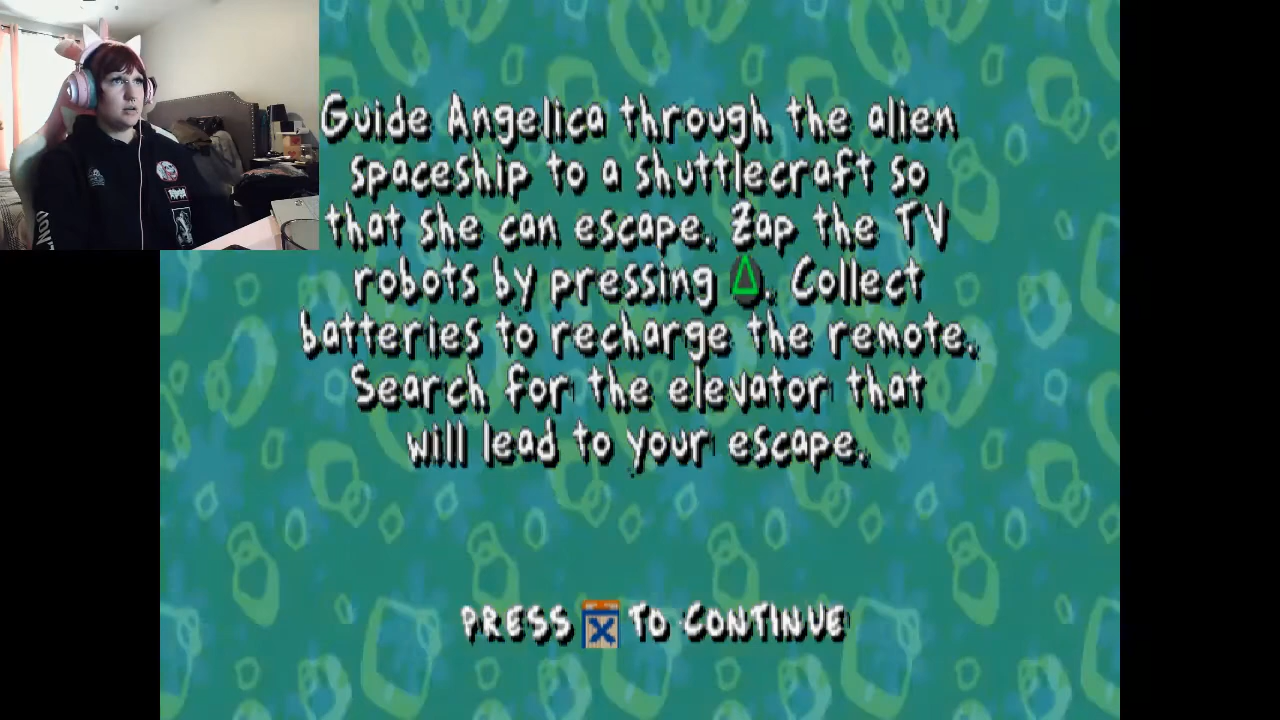 Guide Angelica through the alien
spaceship to a shuttlecraft so
that she can escape. Zap the TV
robots by pressing △. Collect
batteries to recharge the remote.
Search for the elevator that
will lead to your escape.
PRESS X TO CONTINUE